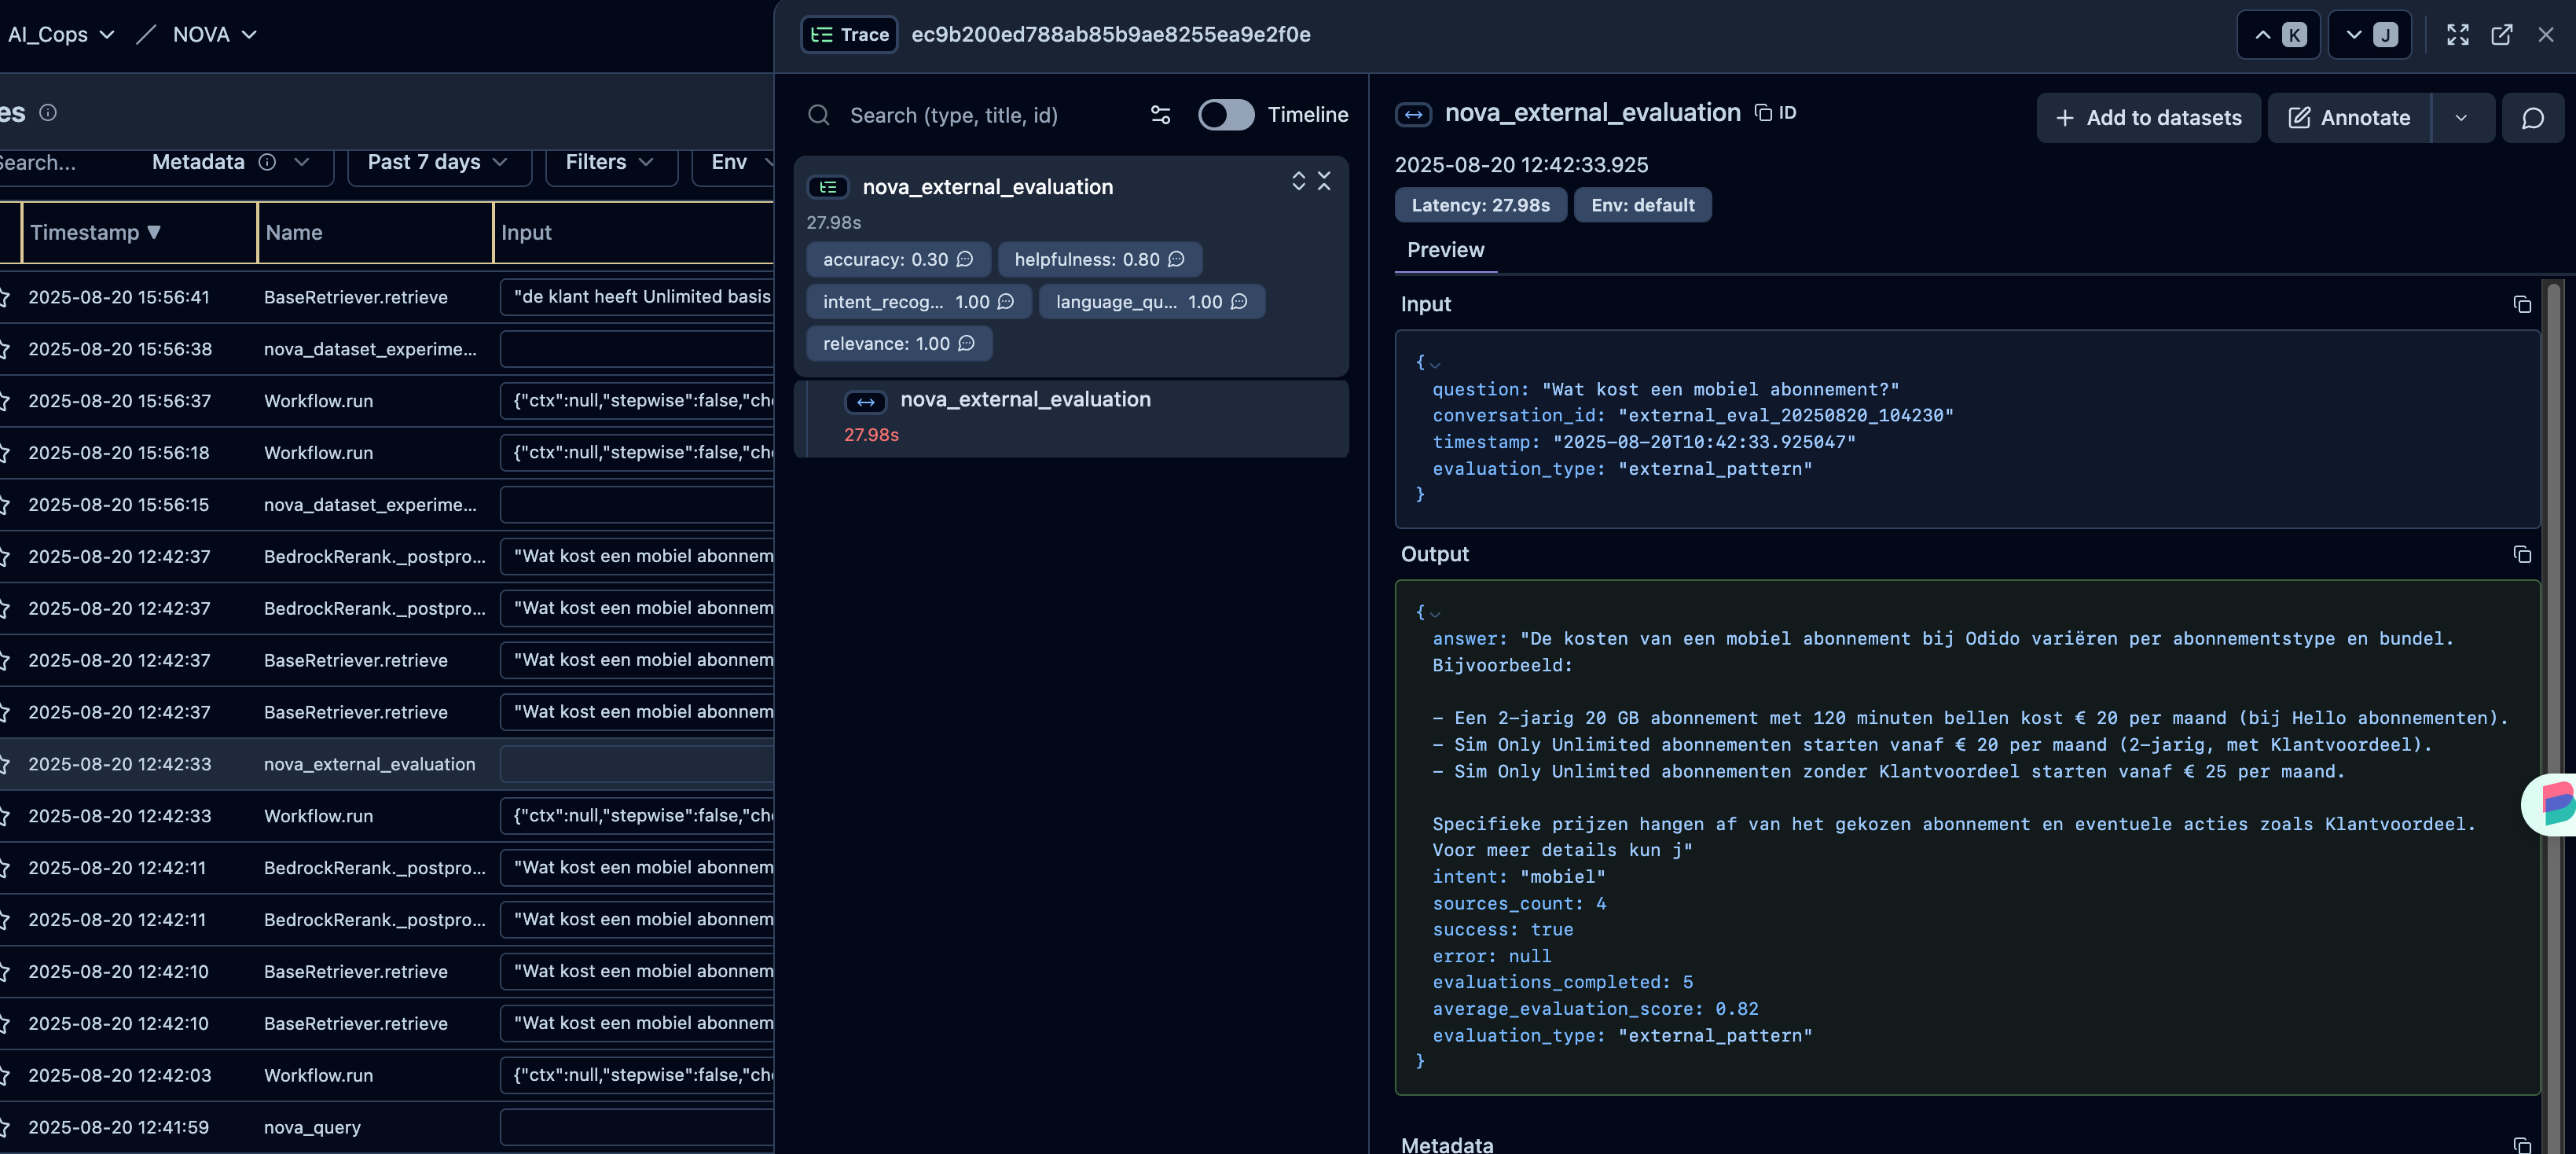 AI_Cops / NOVA
es
Search... Metadata Past 7 days Filters Env
Timestamp ▼ Name Input
2025-08-20 15:56:41 BaseRetriever.retrieve "de klant heeft Unlimited basis
2025-08-20 15:56:38 nova_dataset_experime...
2025-08-20 15:56:37 Workflow.run {"ctx":null,"stepwise":false,"che
2025-08-20 15:56:18 Workflow.run {"ctx":null,"stepwise":false,"che
2025-08-20 15:56:15 nova_dataset_experime...
2025-08-20 12:42:37 BedrockRerank._postpro... "Wat kost een mobiel abonnem
2025-08-20 12:42:37 BedrockRerank._postpro... "Wat kost een mobiel abonnem
2025-08-20 12:42:37 BaseRetriever.retrieve "Wat kost een mobiel abonnem
2025-08-20 12:42:37 BaseRetriever.retrieve "Wat kost een mobiel abonnem
2025-08-20 12:42:33 nova_external_evaluation
2025-08-20 12:42:33 Workflow.run {"ctx":null,"stepwise":false,"che
2025-08-20 12:42:11 BedrockRerank._postpro... "Wat kost een mobiel abonnem
2025-08-20 12:42:11 BedrockRerank._postpro... "Wat kost een mobiel abonnem
2025-08-20 12:42:10 BaseRetriever.retrieve "Wat kost een mobiel abonnem
2025-08-20 12:42:10 BaseRetriever.retrieve "Wat kost een mobiel abonnem
2025-08-20 12:42:03 Workflow.run {"ctx":null,"stepwise":false,"che
2025-08-20 12:41:59 nova_query
Trace ec9b200ed788ab85b9ae8255ea9e2f0e
K J
Search (type, title, id) Timeline
nova_external_evaluation
27.98s
accuracy: 0.30 helpfulness: 0.80
intent_recog... 1.00 language_qu... 1.00
relevance: 1.00
nova_external_evaluation
27.98s
nova_external_evaluation ID
Add to datasets Annotate
2025-08-20 12:42:33.925
Latency: 27.98s Env: default
Preview
Input
{
question: "Wat kost een mobiel abonnement?"
conversation_id: "external_eval_20250820_104230"
timestamp: "2025-08-20T10:42:33.925047"
evaluation_type: "external_pattern"
}
Output
{
answer: "De kosten van een mobiel abonnement bij Odido variëren per abonnementstype en bundel.
Bijvoorbeeld:
- Een 2-jarig 20 GB abonnement met 120 minuten bellen kost € 20 per maand (bij Hello abonnementen).
- Sim Only Unlimited abonnementen starten vanaf € 20 per maand (2-jarig, met Klantvoordeel).
- Sim Only Unlimited abonnementen zonder Klantvoordeel starten vanaf € 25 per maand.
Specifieke prijzen hangen af van het gekozen abonnement en eventuele acties zoals Klantvoordeel.
Voor meer details kun j"
intent: "mobiel"
sources_count: 4
success: true
error: null
evaluations_completed: 5
average_evaluation_score: 0.82
evaluation_type: "external_pattern"
}
Metadata